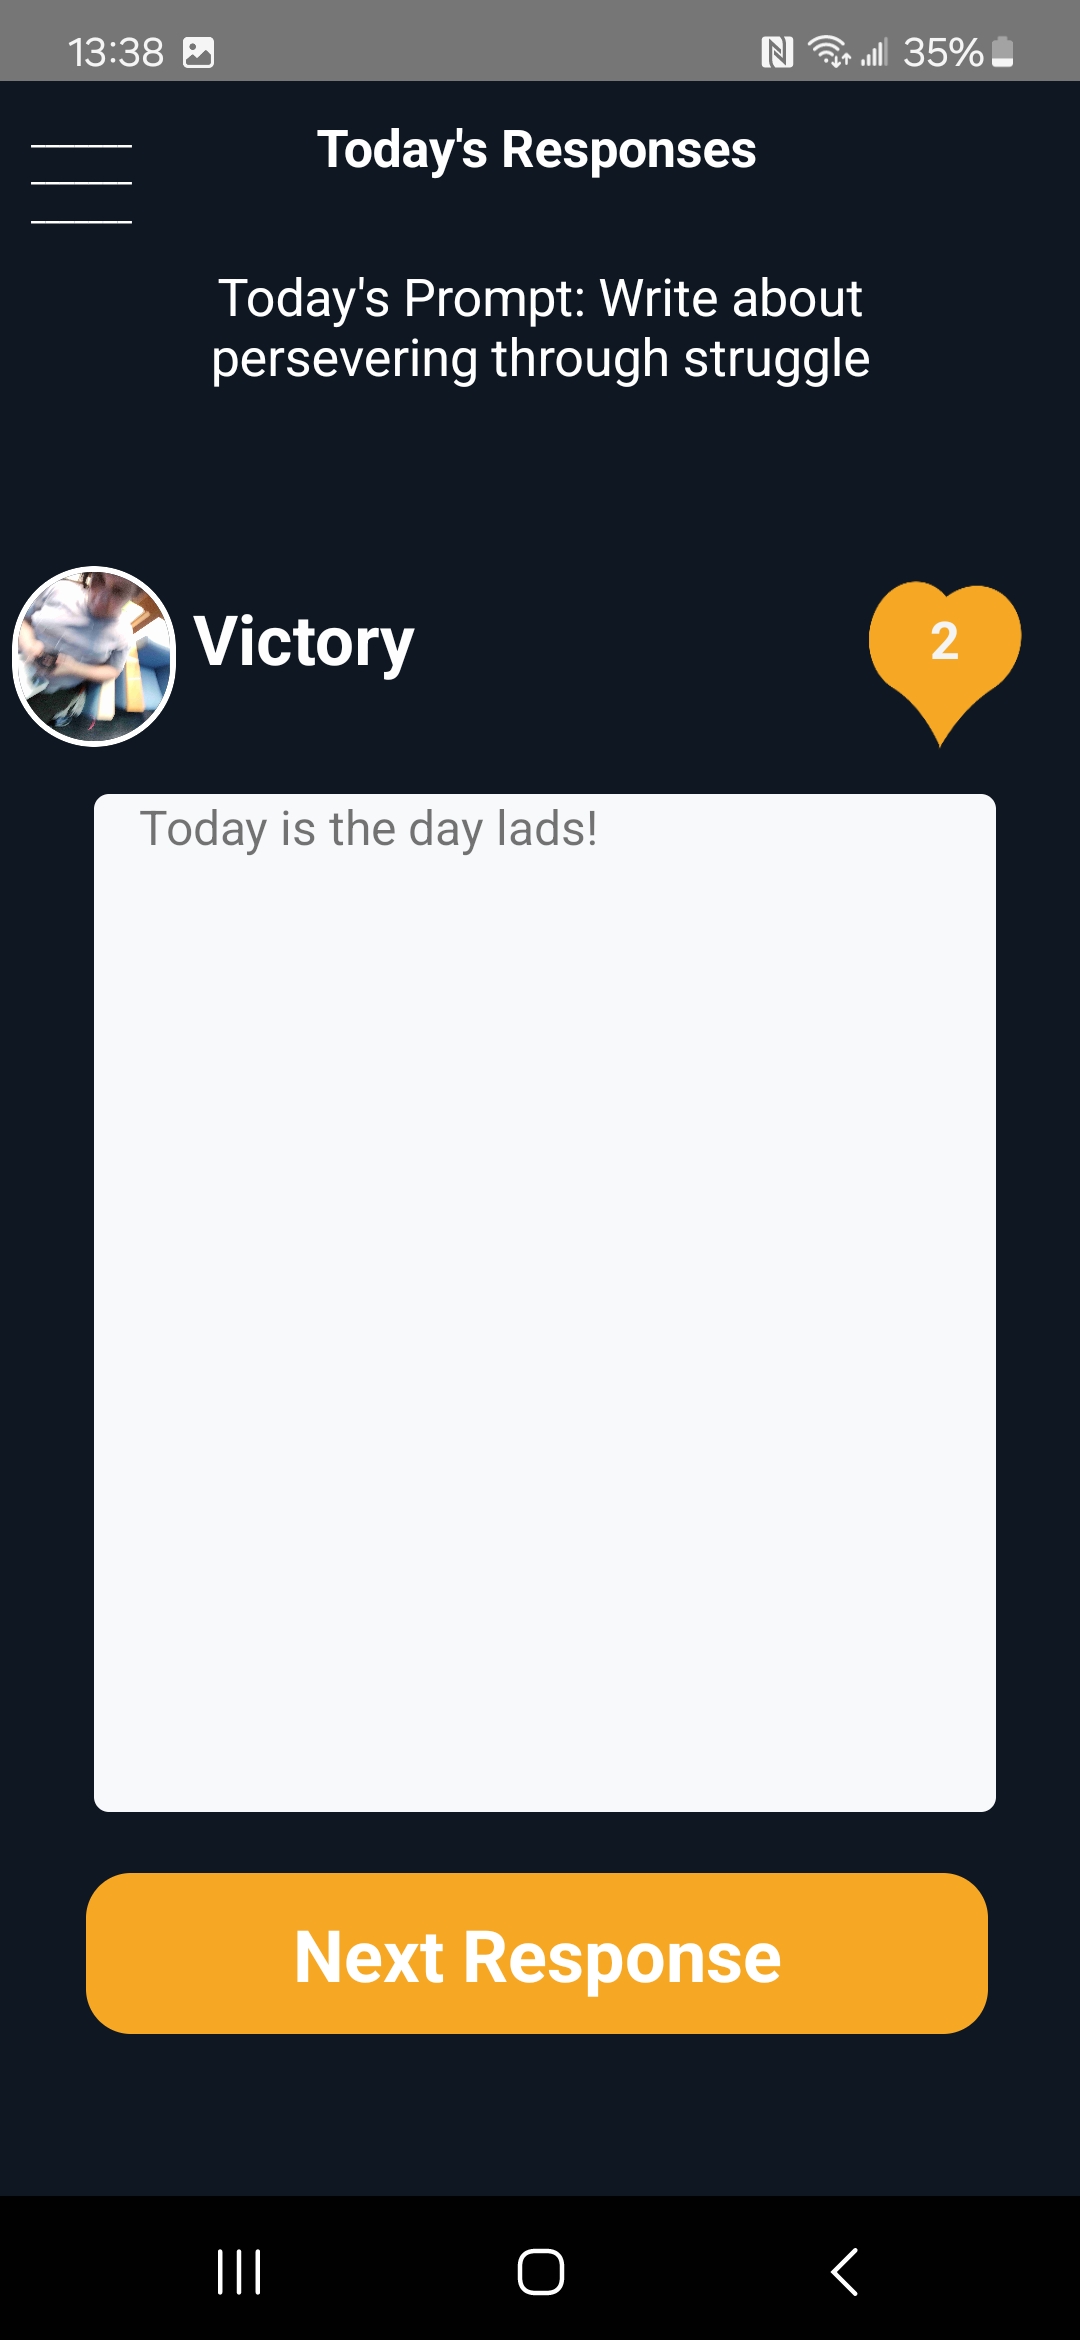 13:38 35%
Today's Responses
Today's Prompt: Write about
persevering through struggle
Victory
2
Today is the day lads!
Next Response